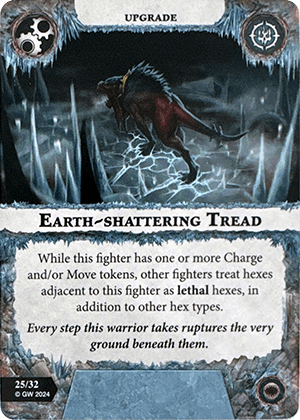 UPGRADE
EARTH-SHATTERING TREAD
While this fighter has one or more Charge
and/or Move tokens, other fighters treat hexes
adjacent to this fighter as lethal hexes, in
addition to other hex types.
Every step this warrior takes ruptures the very
ground beneath them.
25/32
© GW 2024